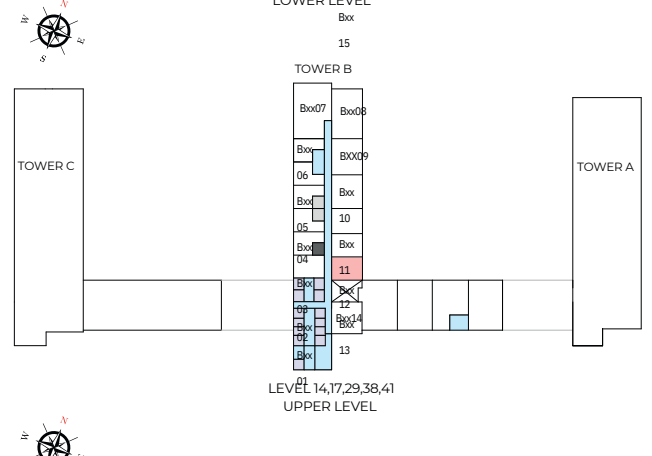 LOWER LEVEL
N
W
E
S
Bxx
15
TOWER B
Bxx07
Bxx08
Bxx
06
BXX09
TOWER C
TOWER A
Bxx
05
Bxx
10
Bxx
04
Bxx
11
Bxx
03
Bxx
12
Bxx14
Bxx
02
Bxx
13
Bxx
01
LEVEL 14,17,29,38,41
UPPER LEVEL
N
W